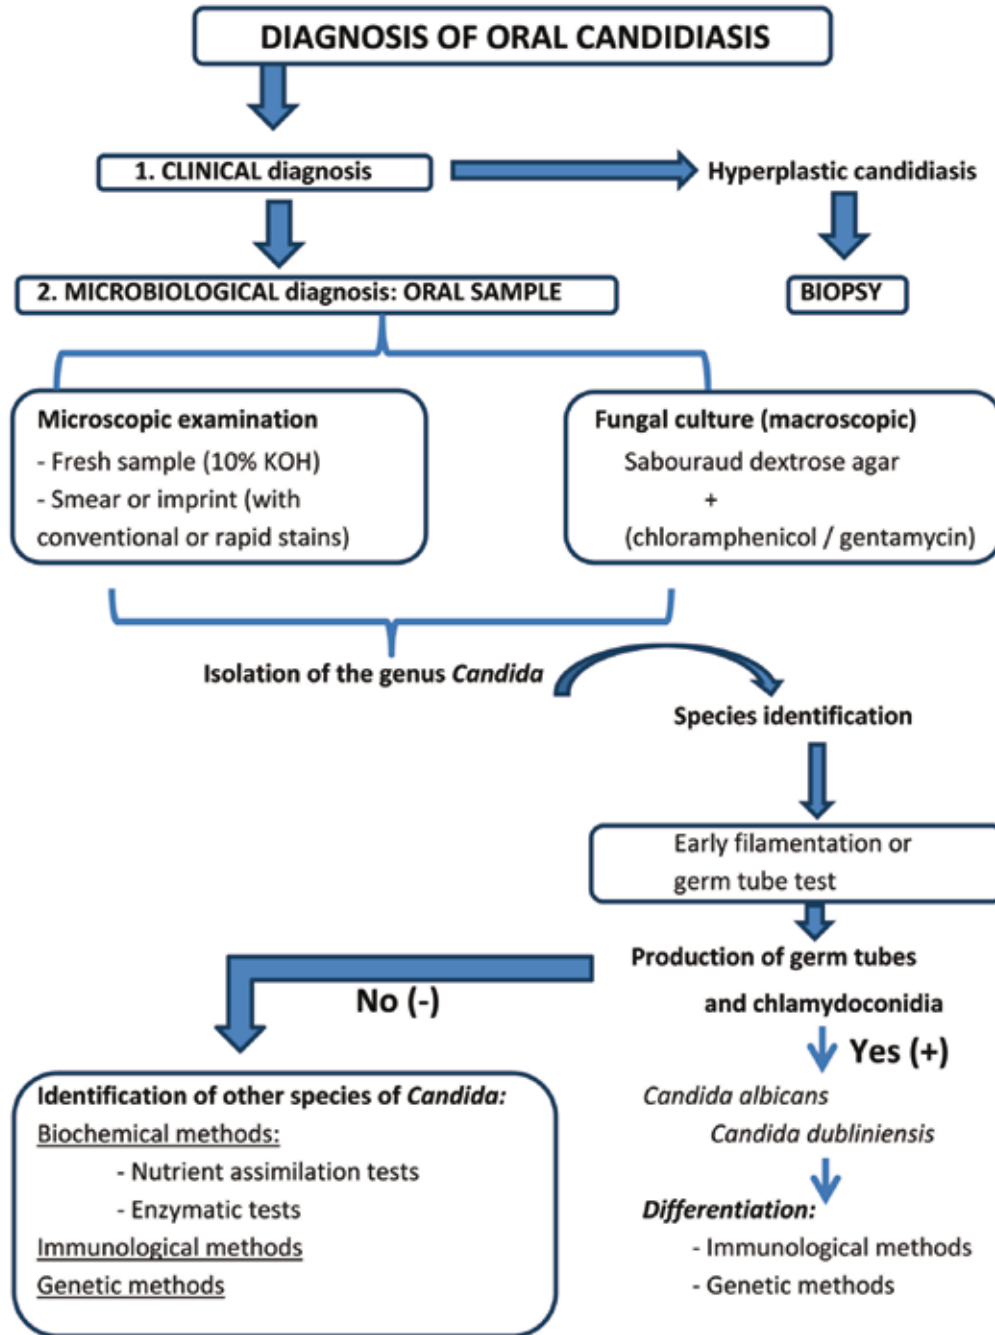 DIAGNOSIS OF ORAL CANDIDIASIS
1. CLINICAL diagnosis
Hyperplastic candidiasis
2. MICROBIOLOGICAL diagnosis: ORAL SAMPLE
BIOPSY
Microscopic examination
- Fresh sample (10% KOH)
- Smear or imprint (with
conventional or rapid stains)
Fungal culture (macroscopic)
Sabouraud dextrose agar
+
(chloramphenicol / gentamycin)
Isolation of the genus Candida
Species identification
Early filamentation or
germ tube test
Production of germ tubes
and chlamydoconidia
No (-)
Yes (+)
Candida albicans
Candida dubliniensis
Differentiation:
- Immunological methods
- Genetic methods
Identification of other species of Candida:
Biochemical methods:
- Nutrient assimilation tests
- Enzymatic tests
Immunological methods
Genetic methods